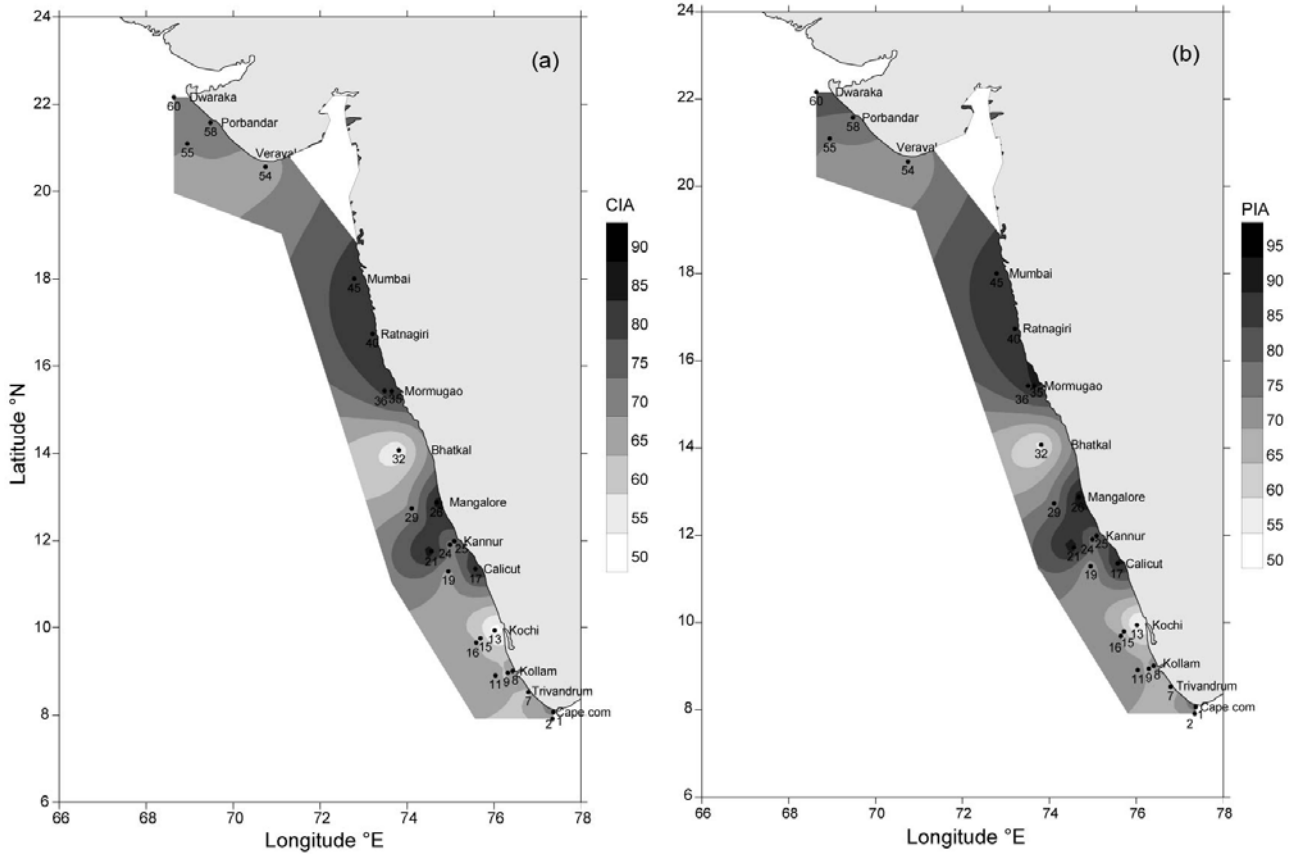 (a)
24
22
20
18
16
14
12
10
8
6
Latitude °N
66
68
70
72
74
76
78
Longitude °E
60
Dwaraka
58
Porbandar
55
Veraval
54
45
Mumbai
40
Ratnagiri
36
Mormugao
32
Bhatkal
29
Mangalore
Kannur
24
25
21
19
17
Calicut
Kochi
13
15
16
Kollam
11
9
8
Trivandrum
7
Cape com
2
1
CIA
90
85
80
75
70
65
60
55
50
(b)
24
22
20
18
16
14
12
10
8
6
66
68
70
72
74
76
78
Longitude °E
60
Dwaraka
58
Porbandar
55
Veraval
54
45
Mumbai
40
Ratnagiri
36
35
Mormugao
32
Bhatkal
29
Mangalore
Kannur
24
25
21
19
17
Calicut
Kochi
13
15
16
Kollam
11
9
8
Trivandrum
7
Cape com
2
1
PIA
95
90
85
80
75
70
65
60
55
50